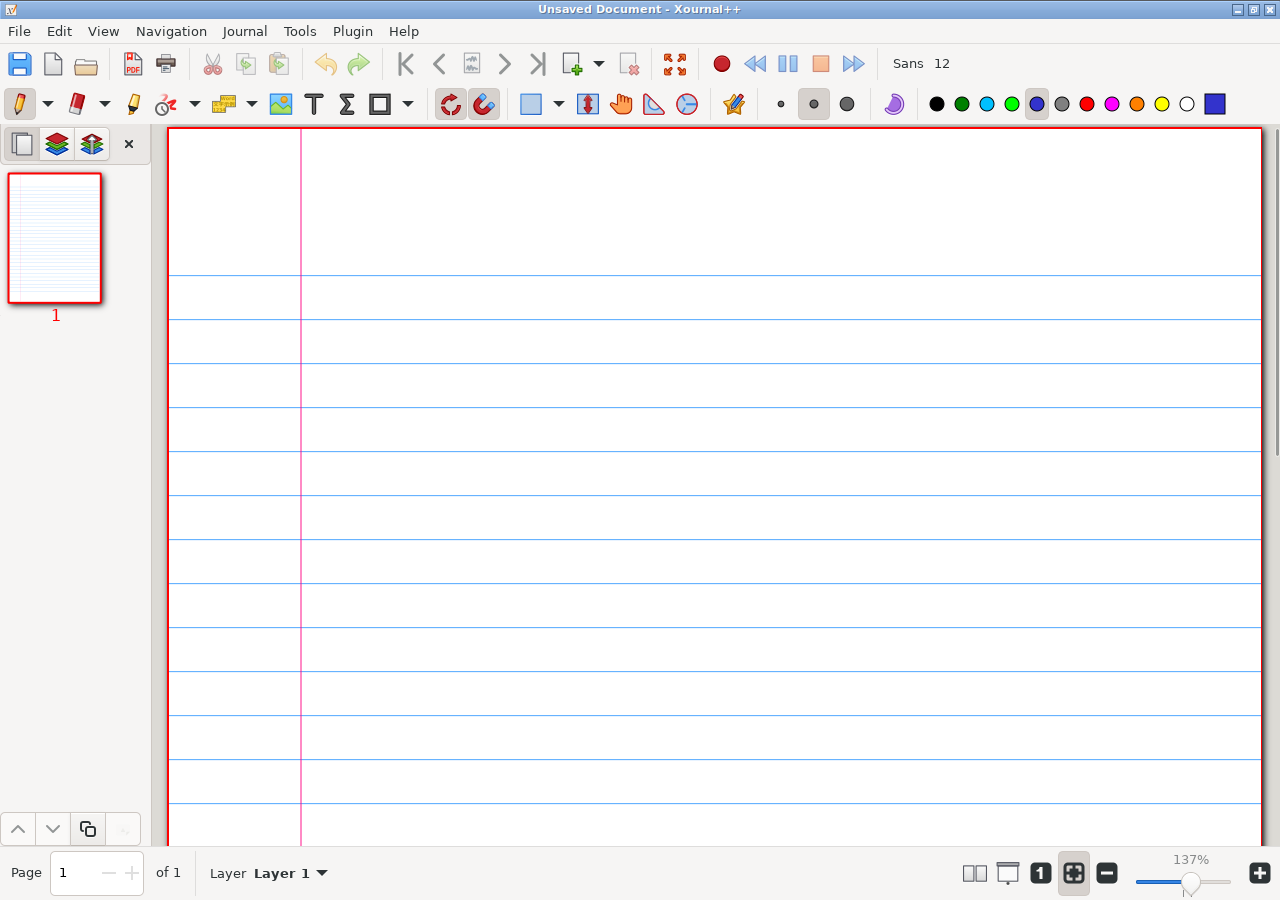 Unsaved Document - Xournal++
File Edit View Navigation Journal Tools Plugin Help
Sans 12
1
Page 1 of 1 Layer Layer 1
1
137%